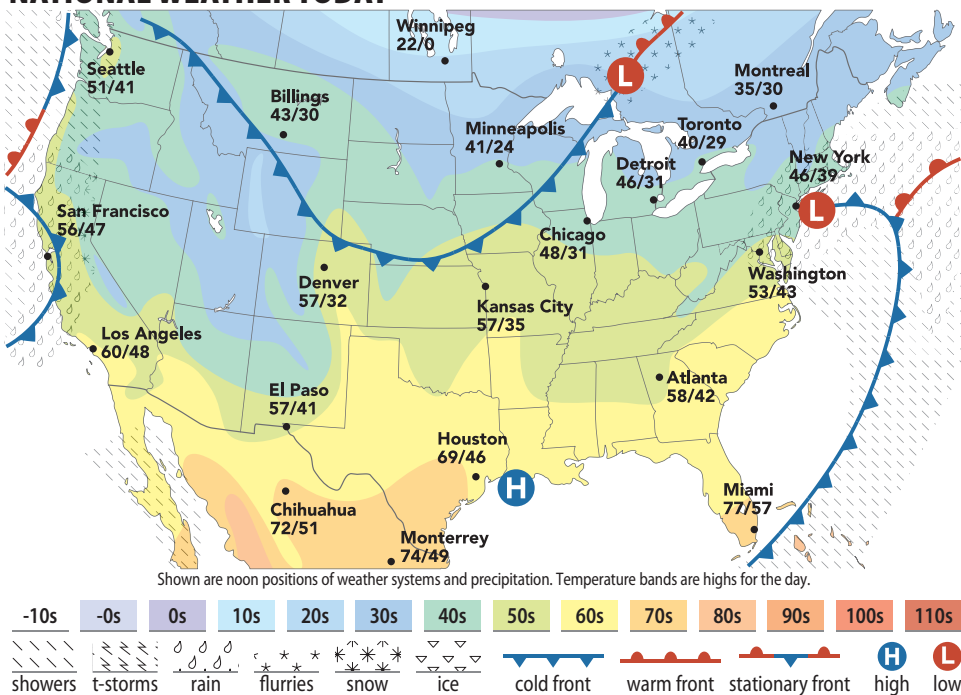 NATIONAL WEATHER TODAY
Winnipeg
22/0
Seattle
51/41
Montreal
35/30
Billings
43/30
Minneapolis
41/24
Toronto
40/29
Detroit
46/31
New York
46/39
San Francisco
56/47
Chicago
48/31
Washington
53/43
Denver
57/32
Kansas City
57/35
Los Angeles
60/48
Atlanta
58/42
El Paso
57/41
Houston
69/46
Chihuahua
72/51
Miami
77/57
Monterrey
74/49
L
L
H
Shown are noon positions of weather systems and precipitation. Temperature bands are highs for the day.
-10s -0s 0s 10s 20s 30s 40s 50s 60s 70s 80s 90s 100s 110s
H L
showers t-storms rain flurries snow ice cold front warm front stationary front high low